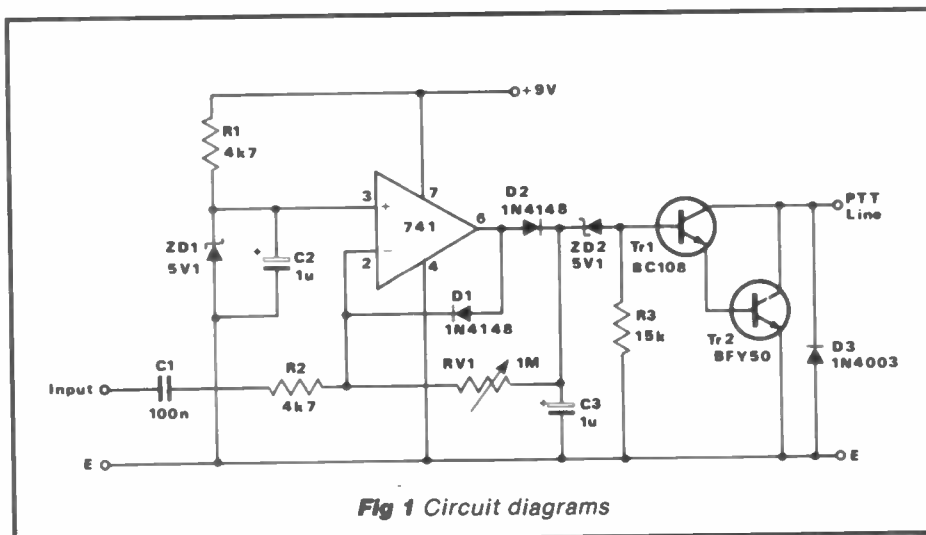 +9V
R1
4k7
3
+
7
D2
1N4148
PTT
Line
741
6
ZD1
5V1
C2
+
1u
2
−
4
ZD2
5V1
Tr1
BC108
D1
1N4148
R3
15k
Tr2
BFY50
D3
1N4003
C1
Input
100n
R2
4k7
RV1
1M
+
C3
1u
E
E
Fig 1 Circuit diagrams